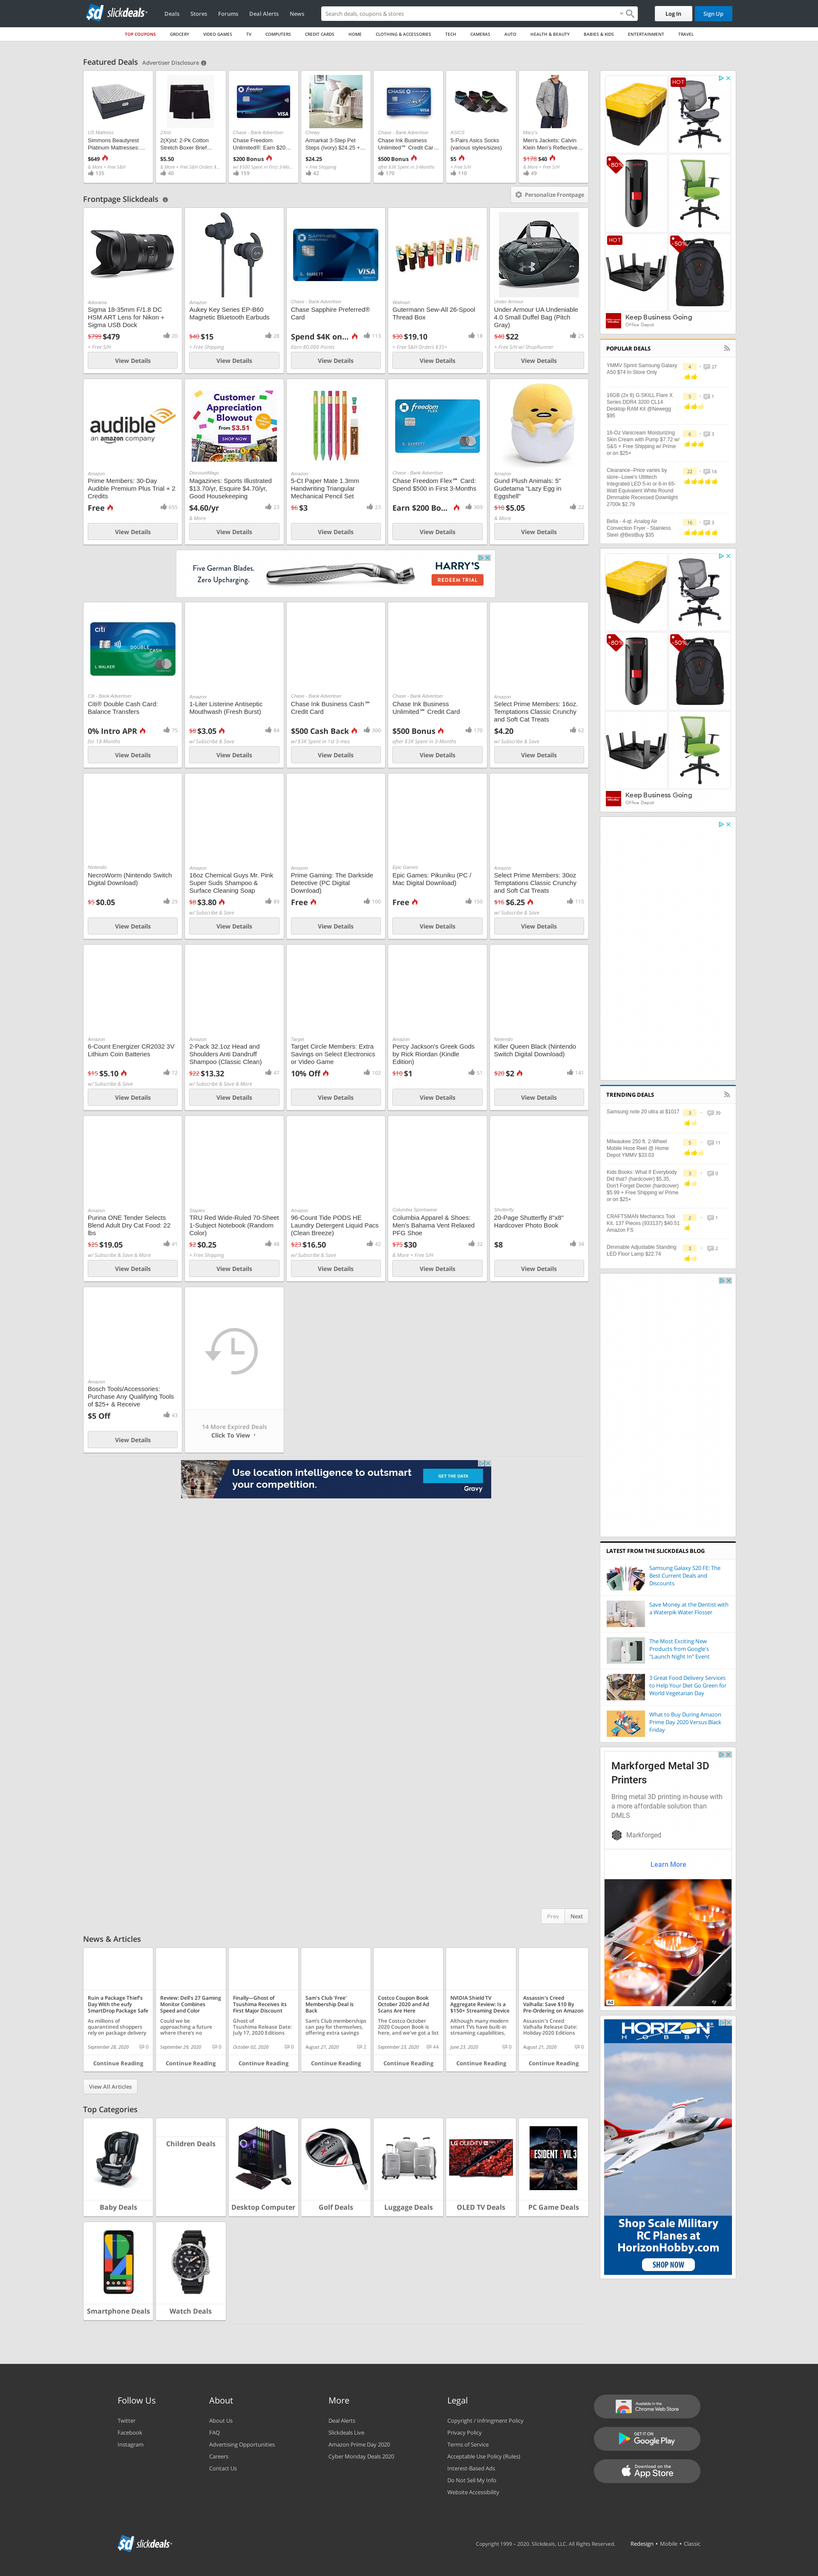 slickdeals
Deals Stores Forums Deal Alerts News
Search deals, coupons & stores
Log In
Sign Up
TOP COUPONS GROCERY VIDEO GAMES TV COMPUTERS CREDIT CARDS HOME CLOTHING & ACCESSORIES TECH CAMERAS AUTO HEALTH & BEAUTY BABIES & KIDS ENTERTAINMENT TRAVEL
Featured Deals Advertiser Disclosure
US Mattress
Simmons Beautyrest
Platinum Mattresses:...
$649
& More + Free S&H
135
2Xist
2(X)ist: 2-Pk Cotton
Stretch Boxer Brief...
$5.50
40
Chase - Bank Advertiser
Chase Freedom
Unlimited®: Earn $20...
$200 Bonus
159
Chewy
Armarkat 3-Step Pet
Steps (Ivory) $24.25 +...
$24.25
+ Free Shipping
42
Chase - Bank Advertiser
Chase Ink Business
Unlimited℠ Credit Car...
$500 Bonus
after $3K Spent in 3-Months
170
ASICS
5-Pairs Asics Socks
(various styles/sizes)
$5
+ Free S/H
110
Macy's
Men's Jackets: Calvin
Klein Men's Reflective...
$178 $40
& More + Free S/H
49
Frontpage Slickdeals
Personalize Frontpage
Adorama
Sigma 18-35mm F/1.8 DC
HSM ART Lens for Nikon +
Sigma USB Dock
$799 $479
20
+ Free S/H
View Details
Amazon
Aukey Key Series EP-B60
Magnetic Bluetooth Earbuds
$40 $15
28
+ Free Shipping
View Details
Chase - Bank Advertiser
Chase Sapphire Preferred®
Card
Spend $4K on...
113
Earn 80,000 Points
View Details
Walmart
Gutermann Sew-All 26-Spool
Thread Box
$30 $19.10
18
+ Free S&H Orders $35+
View Details
Under Armour
Under Armour UA Undeniable
4.0 Small Duffel Bag (Pitch
Gray)
$40 $22
25
+ Free S/H w/ ShopRunner
View Details
audible
an amazon company
Amazon
Prime Members: 30-Day
Audible Premium Plus Trial + 2
Credits
Free
655
View Details
Customer
Appreciation
Blowout
From $3.51
SHOP NOW
DiscountMags
Magazines: Sports Illustrated
$13.70/yr, Esquire $4.70/yr,
Good Housekeeping
$4.60/yr
23
& More
View Details
Amazon
5-Ct Paper Mate 1.3mm
Handwriting Triangular
Mechanical Pencil Set
$6 $3
23
View Details
Chase - Bank Advertiser
Chase Freedom Flex℠ Card:
Spend $500 in First 3-Months
Earn $200 Bo...
309
View Details
Amazon
Gund Plush Animals: 5"
Gudetama "Lazy Egg in
Eggshell"
$10 $5.05
22
& More
View Details
Five German Blades.
Zero Upcharging.
HARRY'S
REDEEM TRIAL
Citi - Bank Advertiser
Citi® Double Cash Card:
Balance Transfers
0% Intro APR
75
for 18 Months
View Details
Amazon
1-Liter Listerine Antiseptic
Mouthwash (Fresh Burst)
$3.05
84
w/ Subscribe & Save
View Details
Chase - Bank Advertiser
Chase Ink Business Cash℠
Credit Card
$500 Cash Back
300
w/ $3K Spent in 1st 3-mos
View Details
Chase - Bank Advertiser
Chase Ink Business
Unlimited℠ Credit Card
$500 Bonus
170
after $3K Spent in 3-Months
View Details
Amazon
Select Prime Members: 16oz.
Temptations Classic Crunchy
and Soft Cat Treats
$4.20
62
w/ Subscribe & Save
View Details
Nintendo
NecroWorm (Nintendo Switch
Digital Download)
$5 $0.05
29
View Details
Amazon
16oz Chemical Guys Mr. Pink
Super Suds Shampoo &
Surface Cleaning Soap
$8 $3.80
89
w/ Subscribe & Save
View Details
Amazon
Prime Gaming: The Darkside
Detective (PC Digital
Download)
Free
100
View Details
Epic Games
Epic Games: Pikuniku (PC /
Mac Digital Download)
Free
150
View Details
Amazon
Select Prime Members: 30oz
Temptations Classic Crunchy
and Soft Cat Treats
$16 $6.25
115
w/ Subscribe & Save
View Details
Amazon
6-Count Energizer CR2032 3V
Lithium Coin Batteries
$15 $5.10
72
w/ Subscribe & Save
View Details
Amazon
2-Pack 32.1oz Head and
Shoulders Anti Dandruff
Shampoo (Classic Clean)
$22 $13.32
47
w/ Subscribe & Save & More
View Details
Target
Target Circle Members: Extra
Savings on Select Electronics
or Video Game
10% Off
102
View Details
Amazon
Percy Jackson's Greek Gods
by Rick Riordan (Kindle
Edition)
$10 $1
51
View Details
Nintendo
Killer Queen Black (Nintendo
Switch Digital Download)
$20 $2
141
View Details
Amazon
Purina ONE Tender Selects
Blend Adult Dry Cat Food: 22
lbs
$25 $19.05
41
w/ Subscribe & Save & More
View Details
Staples
TRU Red Wide-Ruled 70-Sheet
1-Subject Notebook (Random
Color)
$2 $0.25
48
+ Free Shipping
View Details
Amazon
96-Count Tide PODS HE
Laundry Detergent Liquid Pacs
(Clean Breeze)
$23 $16.50
42
w/ Subscribe & Save
View Details
Columbia Sportswear
Columbia Apparel & Shoes:
Men's Bahama Vent Relaxed
PFG Shoe
$75 $30
32
& More + Free S/H
View Details
Shutterfly
20-Page Shutterfly 8"x8"
Hardcover Photo Book
$8
34
View Details
Amazon
Bosch Tools/Accessories:
Purchase Any Qualifying Tools
of $25+ & Receive
$5 Off
43
View Details
14 More Expired Deals
Click To View
Use location intelligence to outsmart
your competition.
GET THE DATA
Gravy
Prev Next
News & Articles
Ruin a Package Thief's
Day With the eufy
SmartDrop Package Safe
As millions of
quarantined shoppers
rely on package delivery
September 28, 2020 0
Continue Reading
Review: Dell's 27 Gaming
Monitor Combines
Speed and Color
Could we be
approaching a future
where there's no
September 29, 2020 0
Continue Reading
Finally—Ghost of
Tsushima Receives Its
First Major Discount
Ghost of
Tsushima Release Date:
July 17, 2020 Editions
October 02, 2020 0
Continue Reading
Sam's Club 'Free'
Membership Deal Is
Back
Sam's Club memberships
can pay for themselves,
offering extra savings
August 27, 2020 2
Continue Reading
Costco Coupon Book
October 2020 and Ad
Scans Are Here
The Costco October
2020 Coupon Book is
here, and we've got a list
September 23, 2020 44
Continue Reading
NVIDIA Shield TV
Aggregate Review: Is a
$150+ Streaming Device
Although many modern
smart TVs have built-in
streaming capabilities,
June 23, 2020 0
Continue Reading
Assassin's Creed
Valhalla: Save $10 By
Pre-Ordering on Amazon
Assassin's Creed
Valhalla Release Date:
Holiday 2020 Editions
August 21, 2020 0
Continue Reading
View All Articles
Top Categories
Baby Deals
Children Deals
Desktop Computer
Golf Deals
Luggage Deals
LG OLED TV
OLED TV Deals
RESIDENT EVIL 3
PC Game Deals
Smartphone Deals
Watch Deals
HOT
-80%
HOT
-50%
Keep Business Going
Office Depot
POPULAR DEALS
YMMV Sprint Samsung Galaxy
A50 $74 In Store Only
4 27
16GB (2x 8) G.SKILL Flare X
Series DDR4 3200 CL14
Desktop RAM Kit @Newegg
$95
5 1
16-Oz Vanicream Moisturizing
Skin Cream with Pump $7.72 w/
S&S + Free Shipping w/ Prime
or on $25+
6 3
Clearance--Price varies by
store--Lowe's Utilitech
Integrated LED 5-in or 6-in 65-
Watt Equivalent White Round
Dimmable Recessed Downlight
2700k $2.79
22 14
Bella - 4-qt. Analog Air
Convection Fryer - Stainless
Steel @BestBuy $35
16 3
-80%
-50%
Keep Business Going
Office Depot
TRENDING DEALS
Samsung note 20 ultra at $1017
3 39
Milwaukee 250 ft. 2-Wheel
Mobile Hose Reel @ Home
Depot YMMV $33.03
5 11
Kids Books: What If Everybody
Did that? (hardcover) $5.35,
Don't Forget Decter (hardcover)
$5.99 + Free Shipping w/ Prime
or on $25+
3 0
CRAFTSMAN Mechanics Tool
Kit, 137 Pieces (933137) $40.51
Amazon FS
2 1
Dimmable Adjustable Standing
LED Floor Lamp $22.74
3 2
LATEST FROM THE SLICKDEALS BLOG
Samsung Galaxy S20 FE: The
Best Current Deals and
Discounts
Save Money at the Dentist with
a Waterpik Water Flosser
The Most Exciting New
Products from Google's
"Launch Night In" Event
3 Great Food Delivery Services
to Help Your Diet Go Green for
World Vegetarian Day
What to Buy During Amazon
Prime Day 2020 Versus Black
Friday
Markforged Metal 3D
Printers
Bring metal 3D printing in-house with
a more affordable solution than
DMLS
Markforged
Learn More
Ad
HORIZON
HOBBY
Shop Scale Military
RC Planes at
HorizonHobby.com
SHOP NOW
Follow Us
Twitter
Facebook
Instagram
About
About Us
FAQ
Advertising Opportunities
Careers
Contact Us
More
Deal Alerts
Slickdeals Live
Amazon Prime Day 2020
Cyber Monday Deals 2020
Legal
Copyright / Infringment Policy
Privacy Policy
Terms of Service
Acceptable Use Policy (Rules)
Interest-Based Ads
Do Not Sell My Info
Website Accessibility
Available in the
Chrome Web Store
GET IT ON
Google Play
Download on the
App Store
slickdeals
Copyright 1999 – 2020. Slickdeals, LLC. All Rights Reserved.
Redesign • Mobile • Classic